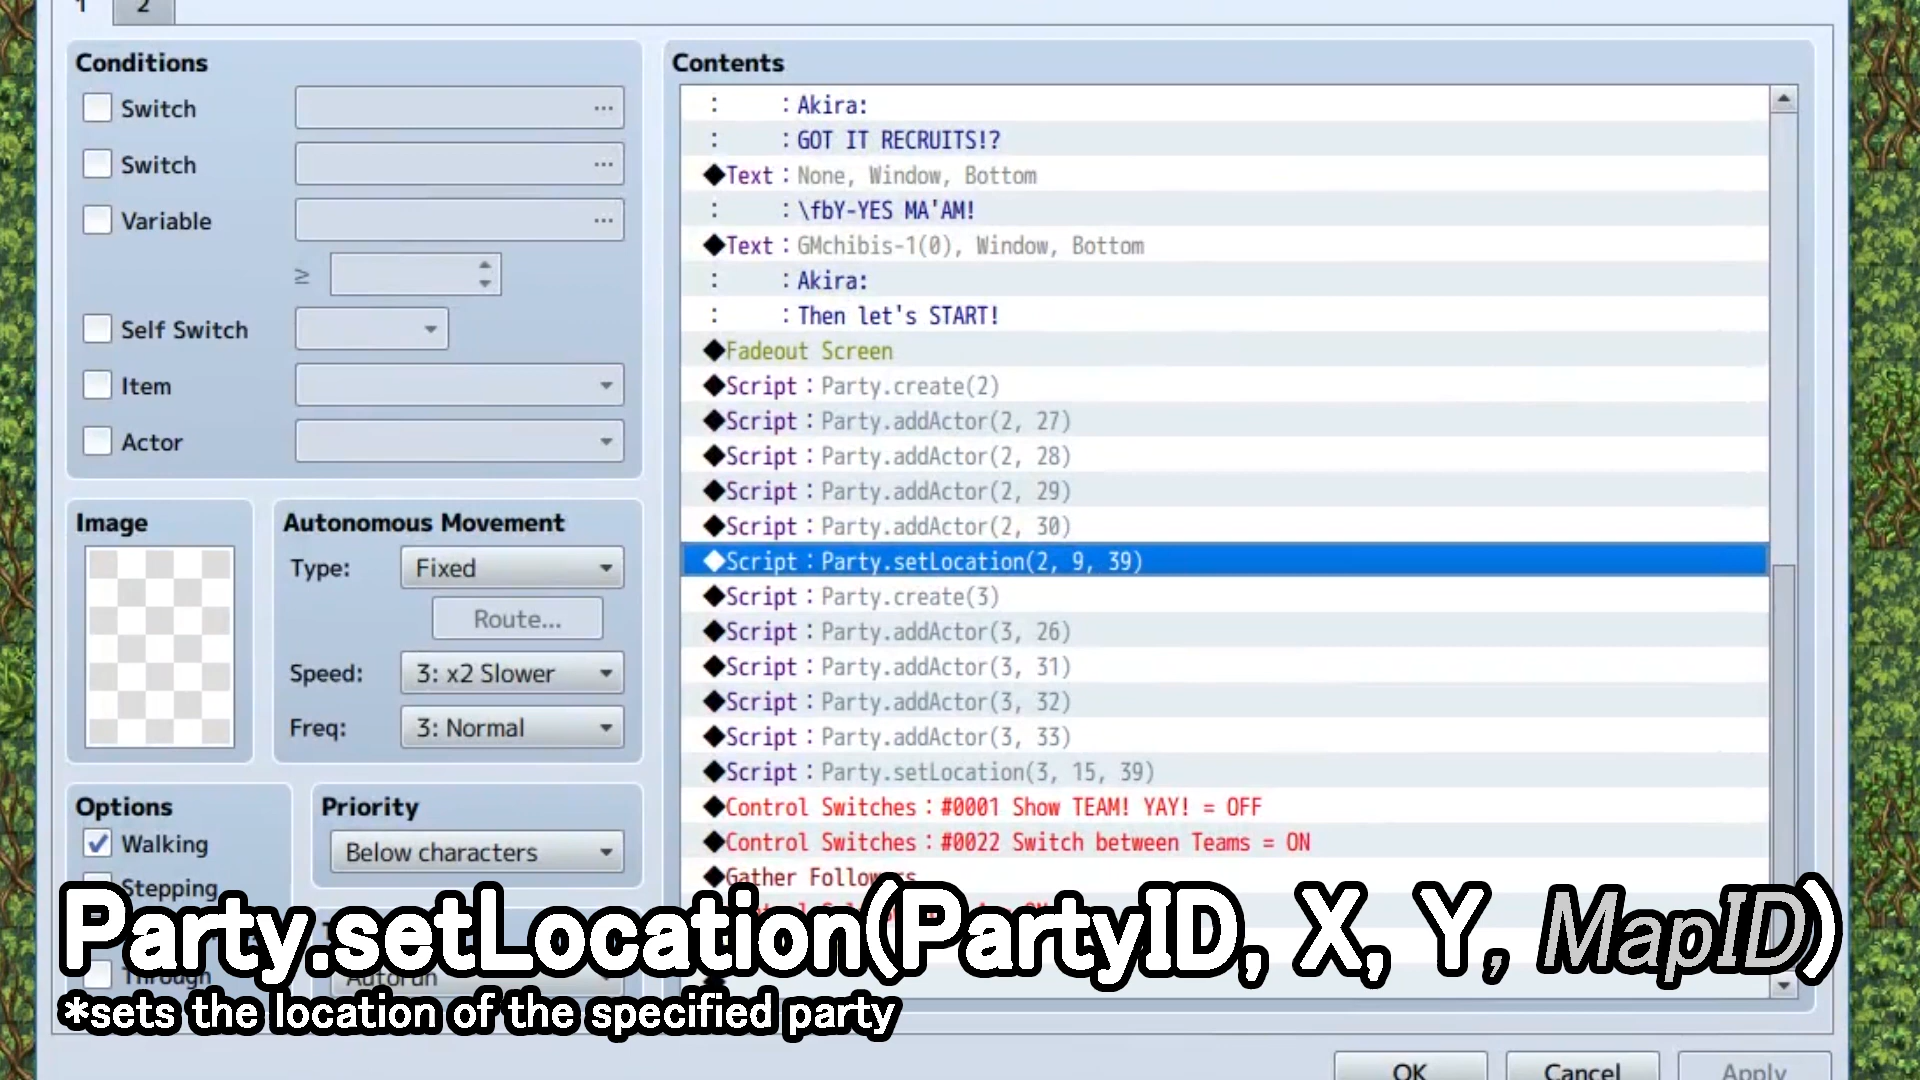 1 2
Conditions
Switch ...
Switch ...
Variable ...
≥
Self Switch
Item
Actor
Image
Autonomous Movement
Type: Fixed
Route...
Speed: 3: x2 Slower
Freq: 3: Normal
Options
Walking
Stepping
Through
Priority
Below characters
Autorun
Contents
: : Akira:
: : GOT IT RECRUITS!?
◆Text : None, Window, Bottom
: : \fbY-YES MA'AM!
◆Text : GMchibis-1(0), Window, Bottom
: : Akira:
: : Then let's START!
◆Fadeout Screen
◆Script : Party.create(2)
◆Script : Party.addActor(2, 27)
◆Script : Party.addActor(2, 28)
◆Script : Party.addActor(2, 29)
◆Script : Party.addActor(2, 30)
◆Script : Party.setLocation(2, 9, 39)
◆Script : Party.create(3)
◆Script : Party.addActor(3, 26)
◆Script : Party.addActor(3, 31)
◆Script : Party.addActor(3, 32)
◆Script : Party.addActor(3, 33)
◆Script : Party.setLocation(3, 15, 39)
◆Control Switches : #0001 Show TEAM! YAY! = OFF
◆Control Switches : #0022 Switch between Teams = ON
◆Gather Followers
Party.setLocation(PartyID, X, Y, MapID)
*sets the location of the specified party
OK Cancel Apply